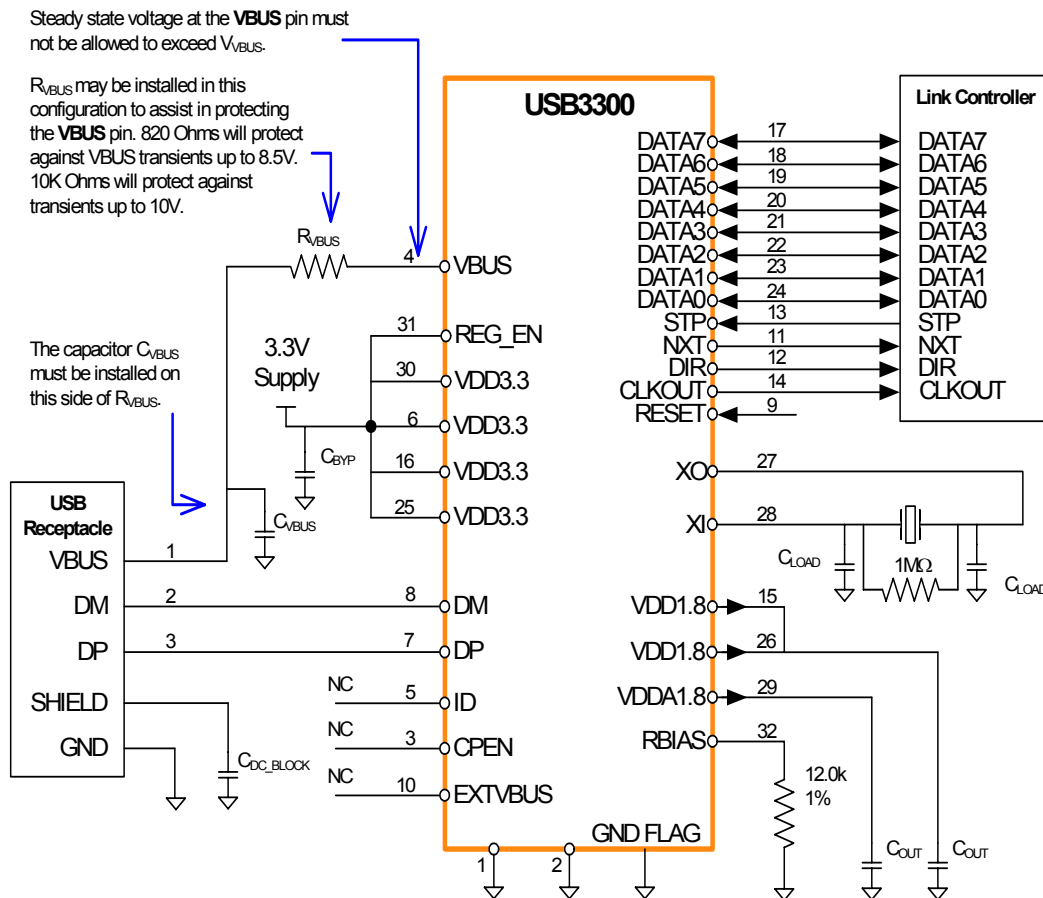 Steady state voltage at the VBUS pin must
not be allowed to exceed VVBUS.
RVBUS may be installed in this
configuration to assist in protecting
the VBUS pin. 820 Ohms will protect
against VBUS transients up to 8.5V.
10K Ohms will protect against
transients up to 10V.
RVBUS
The capacitor CVBUS
must be installed on
this side of RVBUS.
3.3V
Supply
CBYP
CVBUS
USB
Receptacle
VBUS 1
DM 2
DP 3
SHIELD
GND
CDC_BLOCK
USB3300
4 VBUS
31 REG_EN
30 VDD3.3
6 VDD3.3
16 VDD3.3
25 VDD3.3
8 DM
7 DP
NC 5 ID
NC 3 CPEN
NC 10 EXTVBUS
1
2
GND FLAG
Link Controller
DATA7 17 DATA7
DATA6 18 DATA6
DATA5 19 DATA5
DATA4 20 DATA4
DATA3 21 DATA3
DATA2 22 DATA2
DATA1 23 DATA1
DATA0 24 DATA0
STP 13 STP
NXT 11 NXT
DIR 12 DIR
CLKOUT 14 CLKOUT
RESET 9
XO 27
XI 28
CLOAD
1MΩ
CLOAD
VDD1.8 15
VDD1.8 26
VDDA1.8 29
RBIAS 32
12.0k
1%
COUT
COUT